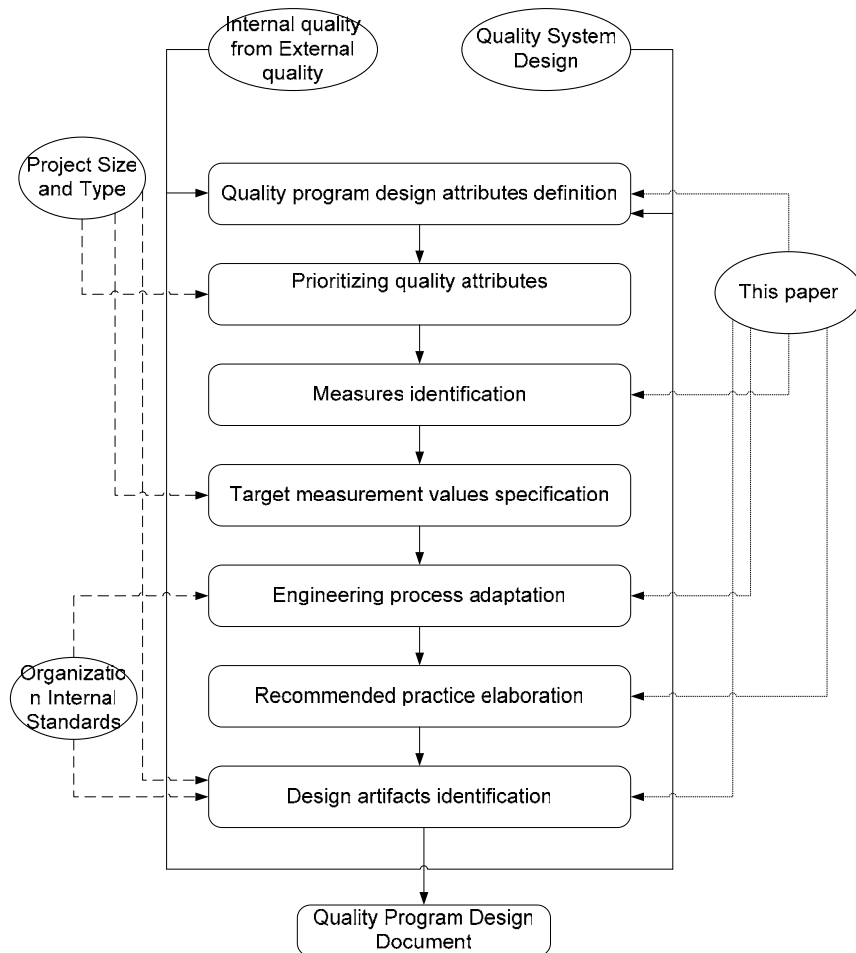 Internal quality
from External
quality
Quality System
Design
Project Size
and Type
Quality program design attributes definition
Prioritizing quality attributes
This paper
Measures identification
Target measurement values specification
Engineering process adaptation
Organizatio
n Internal
Standards
Recommended practice elaboration
Design artifacts identification
Quality Program Design
Document